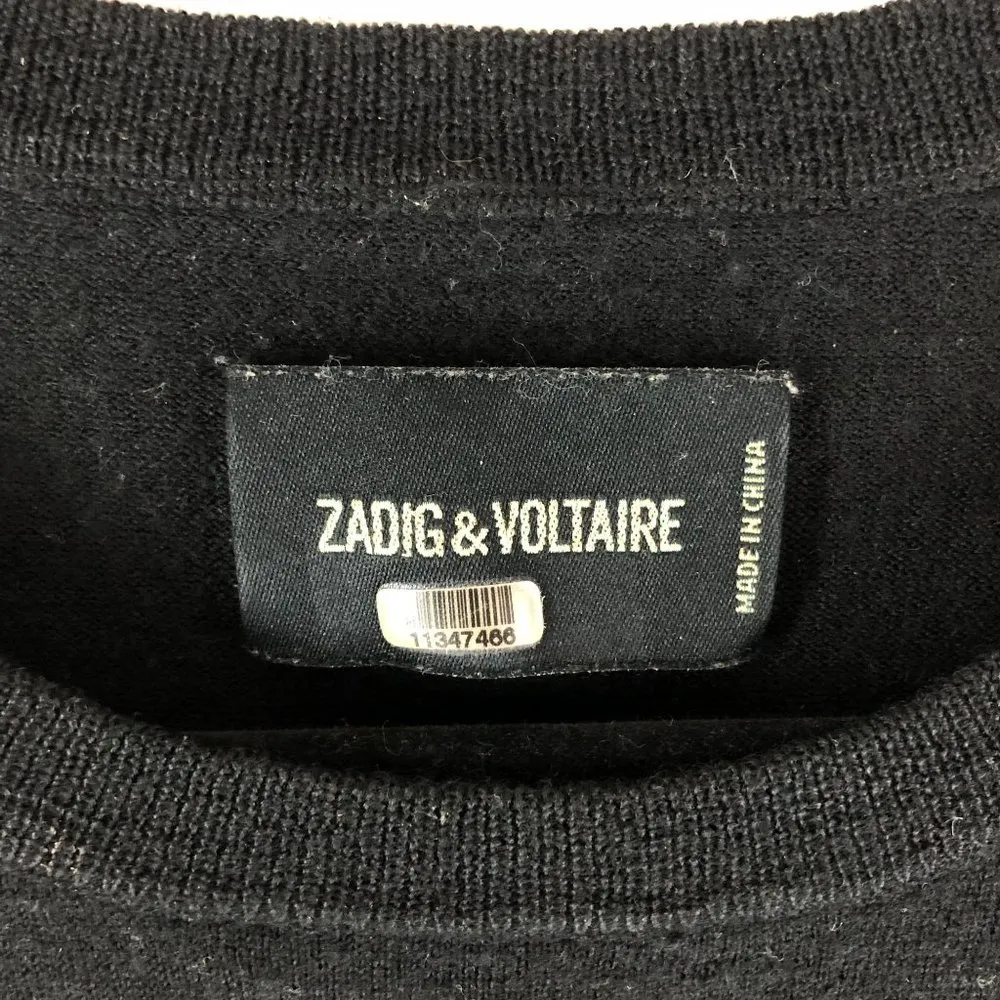 ZADIG & VOLTAIRE
MADE IN CHINA
11347466